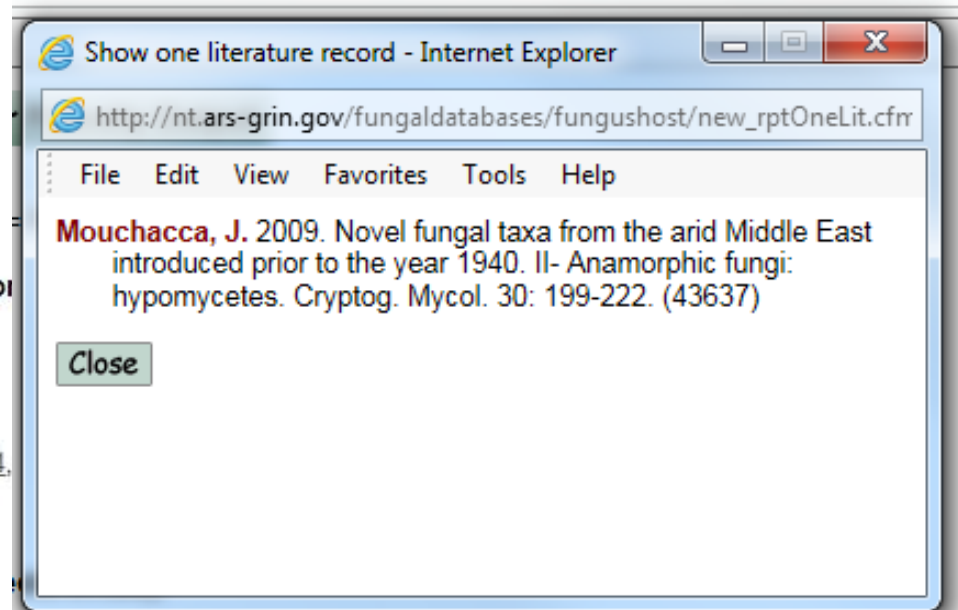 Show one literature record - Internet Explorer
http://nt.ars-grin.gov/fungaldatabases/fungushost/new_rptOneLit.cfm
File Edit View Favorites Tools Help
Mouchacca, J. 2009. Novel fungal taxa from the arid Middle East
introduced prior to the year 1940. II- Anamorphic fungi:
hypomycetes. Cryptog. Mycol. 30: 199-222. (43637)
Close